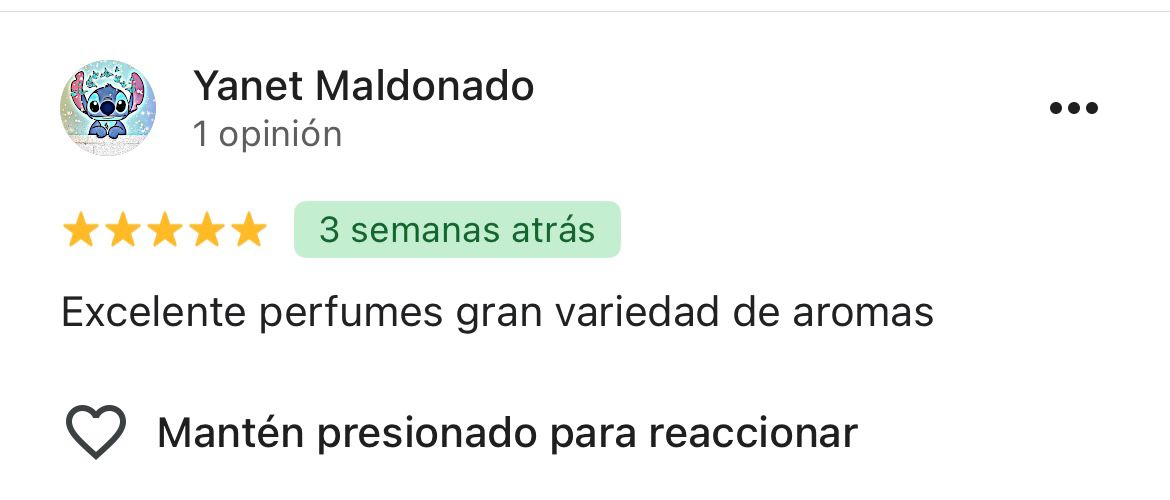 Yanet Maldonado
1 opinión
3 semanas atrás
Excelente perfumes gran variedad de aromas
Mantén presionado para reaccionar